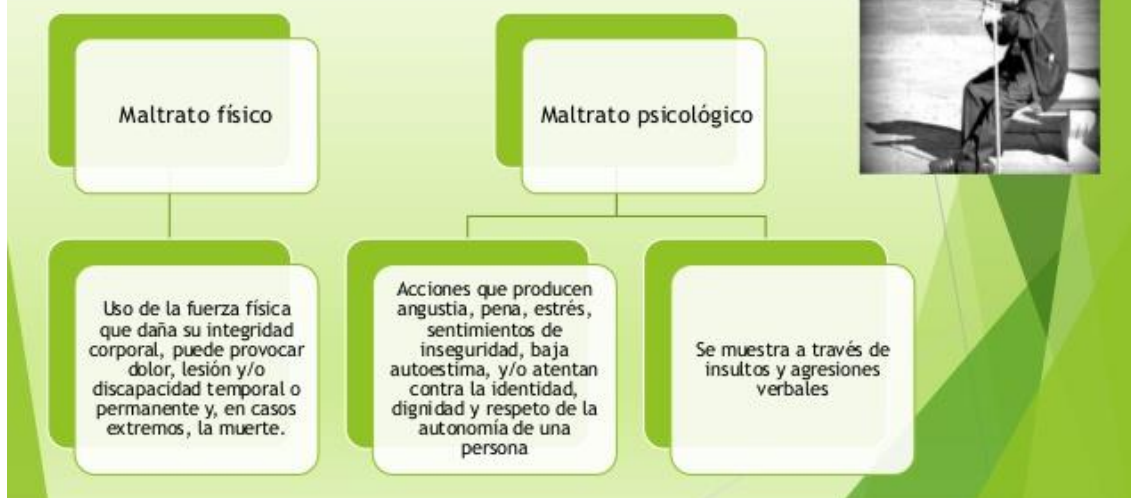 Maltrato físico
Maltrato psicológico
Uso de la fuerza física
que daña su integridad
corporal, puede provocar
dolor, lesión y/o
discapacidad temporal o
permanente y, en casos
extremos, la muerte.
Acciones que producen
angustia, pena, estrés,
sentimientos de
inseguridad, baja
autoestima, y/o atentan
contra la identidad,
dignidad y respeto de la
autonomía de una
persona
Se muestra a través de
insultos y agresiones
verbales